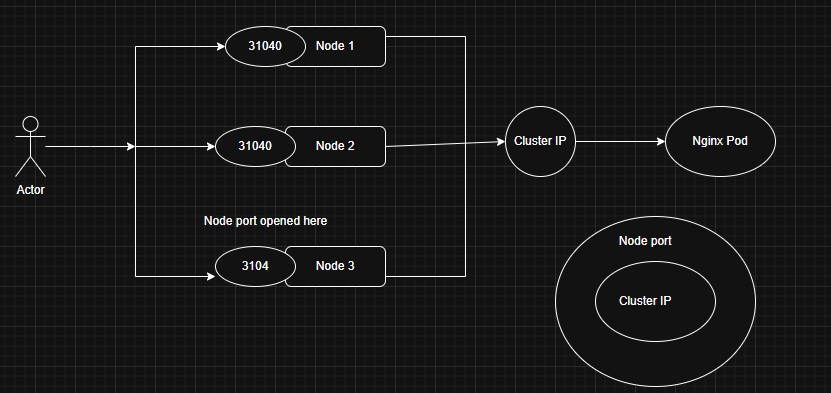 31040
Node 1
Actor
31040
Node 2
Cluster IP
Nginx Pod
Node port opened here
3104
Node 3
Node port
Cluster IP